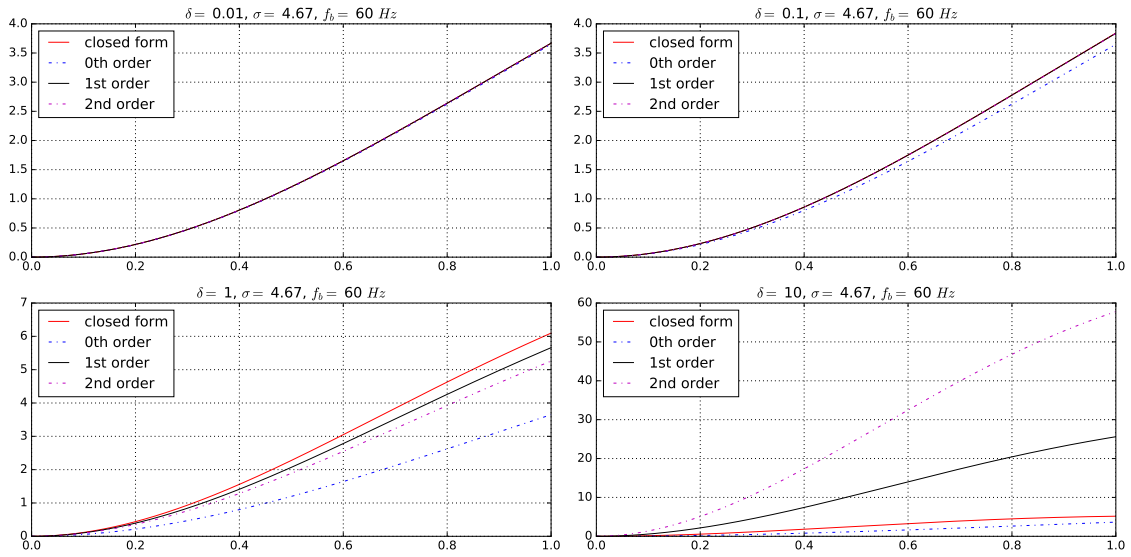 δ = 0.01, σ = 4.67, f_b = 60 Hz
4.0
3.5
3.0
2.5
2.0
1.5
1.0
0.5
0.0
closed form
0th order
1st order
2nd order
0.0 0.2 0.4 0.6 0.8 1.0
δ = 0.1, σ = 4.67, f_b = 60 Hz
4.0
3.5
3.0
2.5
2.0
1.5
1.0
0.5
0.0
closed form
0th order
1st order
2nd order
0.0 0.2 0.4 0.6 0.8 1.0
δ = 1, σ = 4.67, f_b = 60 Hz
7
6
5
4
3
2
1
0
closed form
0th order
1st order
2nd order
0.0 0.2 0.4 0.6 0.8 1.0
δ = 10, σ = 4.67, f_b = 60 Hz
60
50
40
30
20
10
0
closed form
0th order
1st order
2nd order
0.0 0.2 0.4 0.6 0.8 1.0